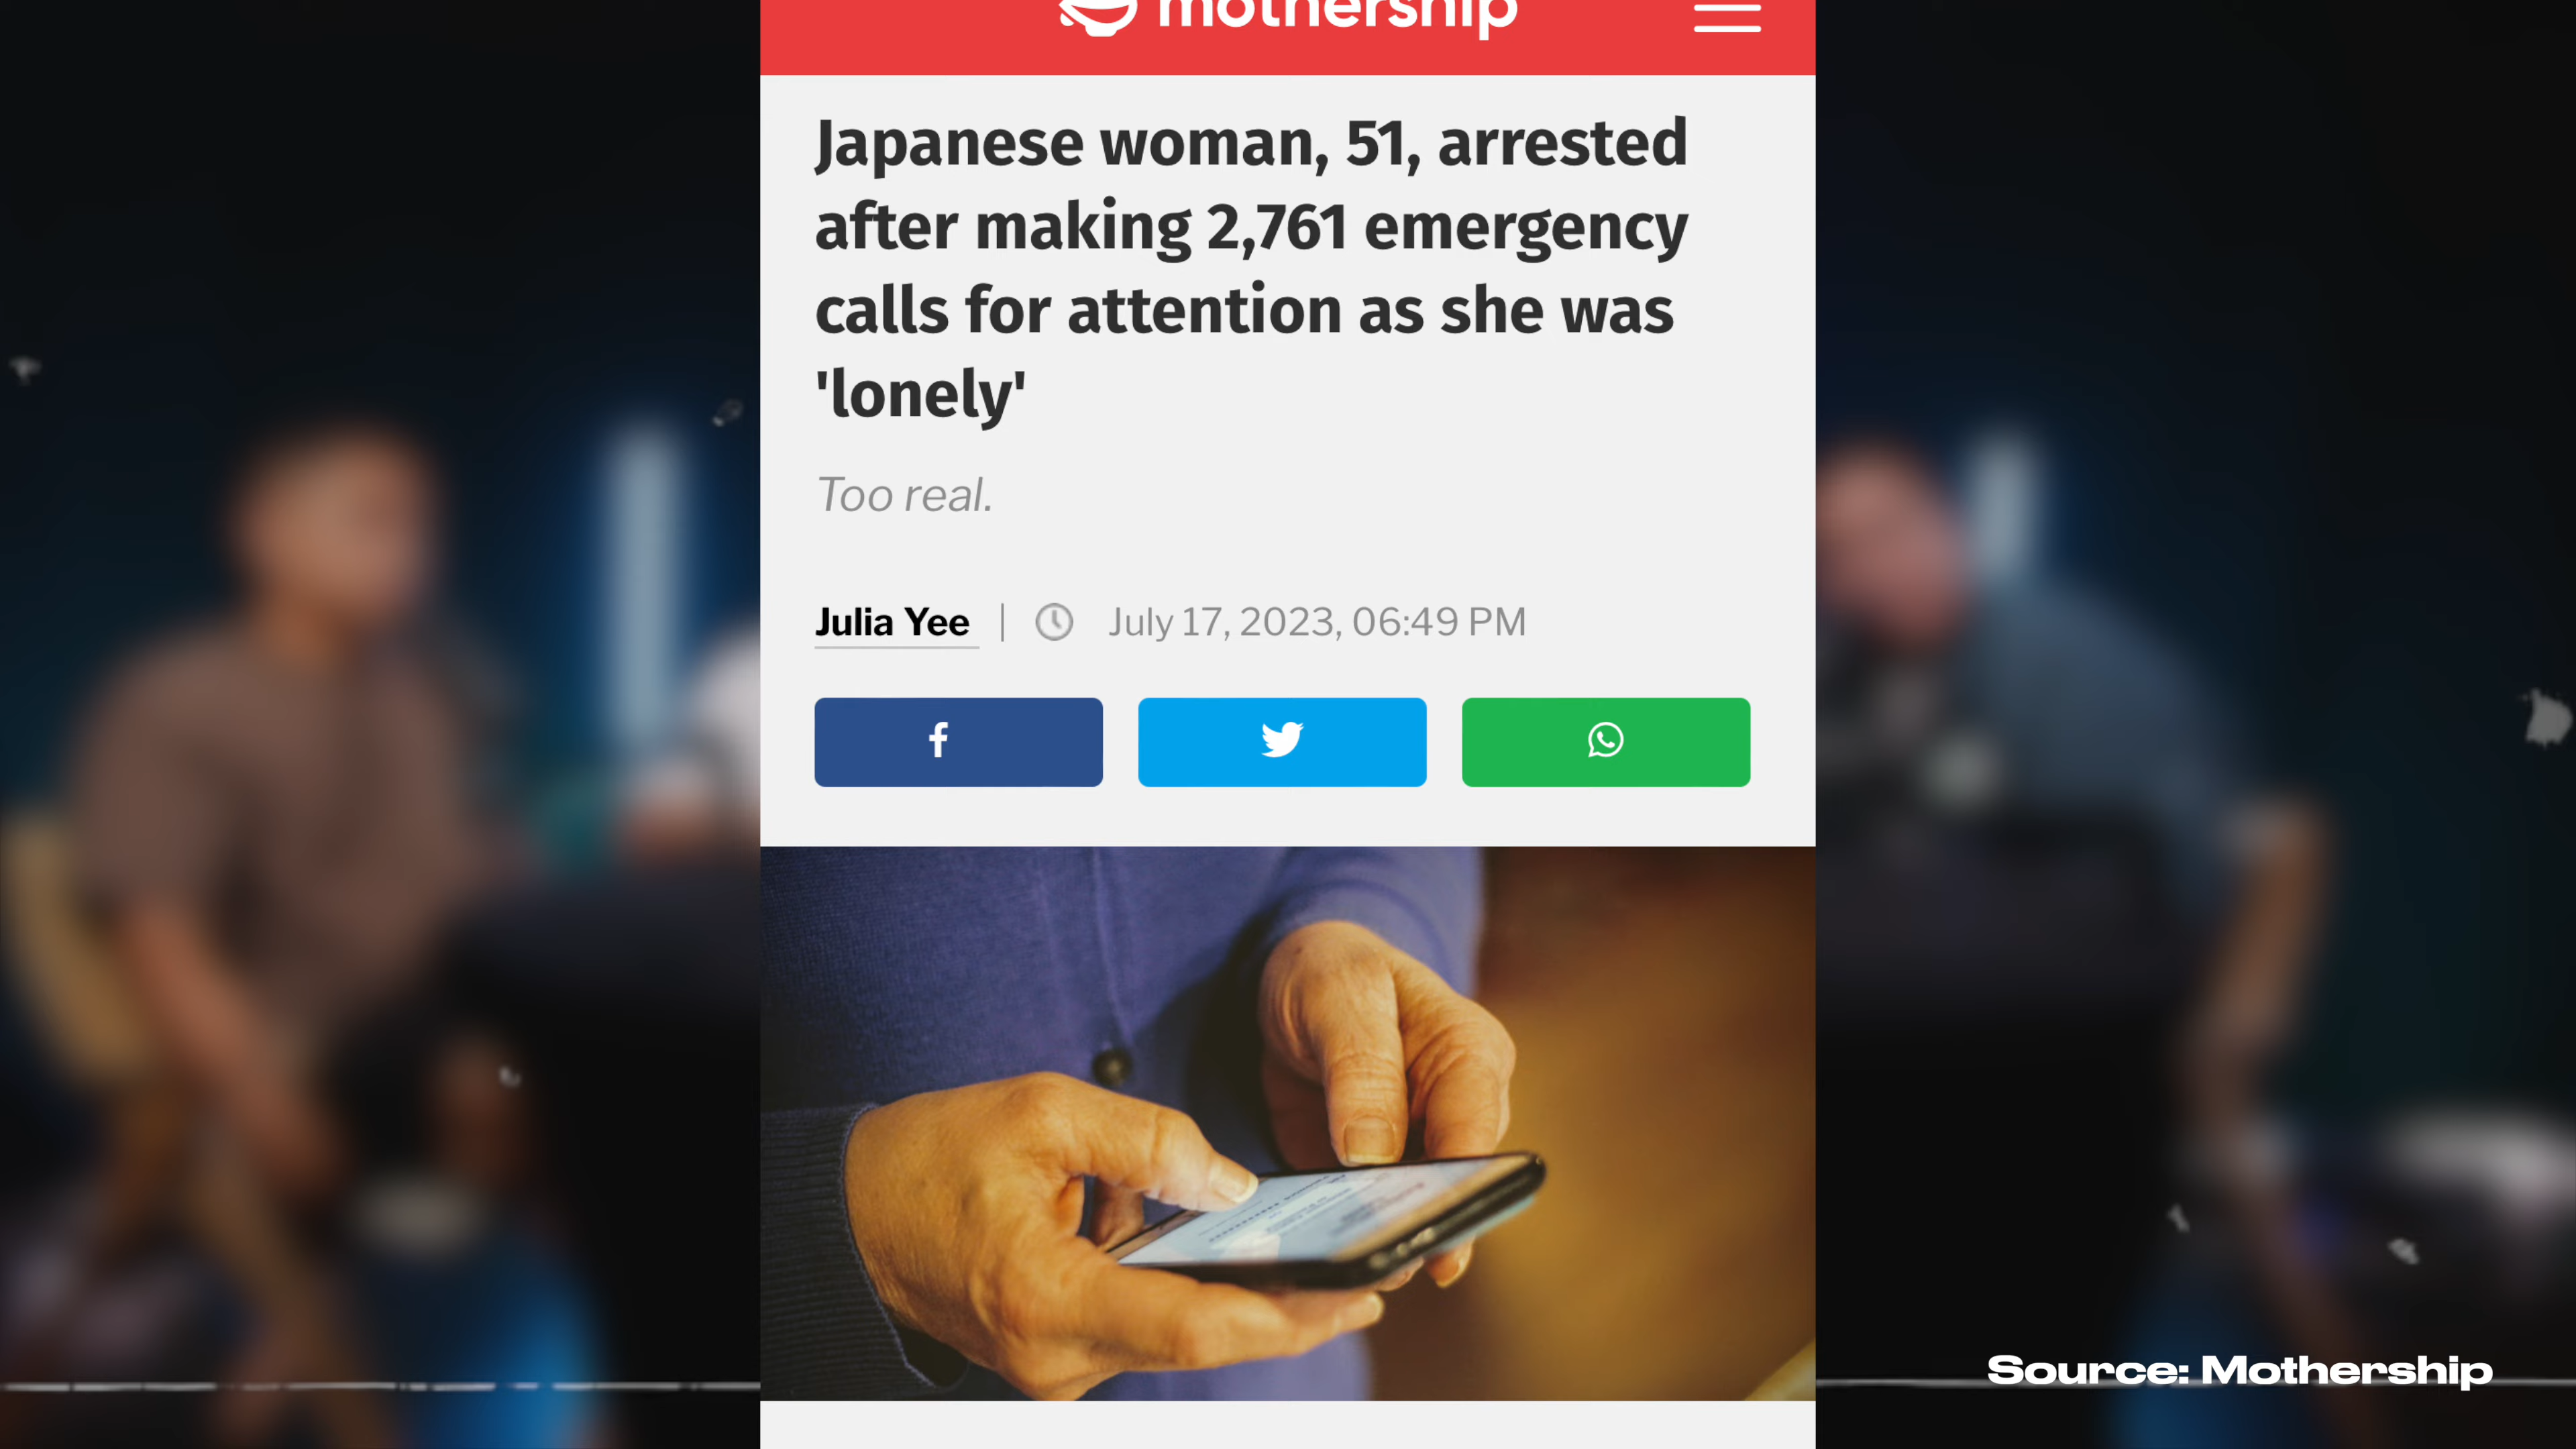 mothership
Japanese woman, 51, arrested
after making 2,761 emergency
calls for attention as she was
'lonely'
Too real.
Julia Yee | July 17, 2023, 06:49 PM
Source: Mothership